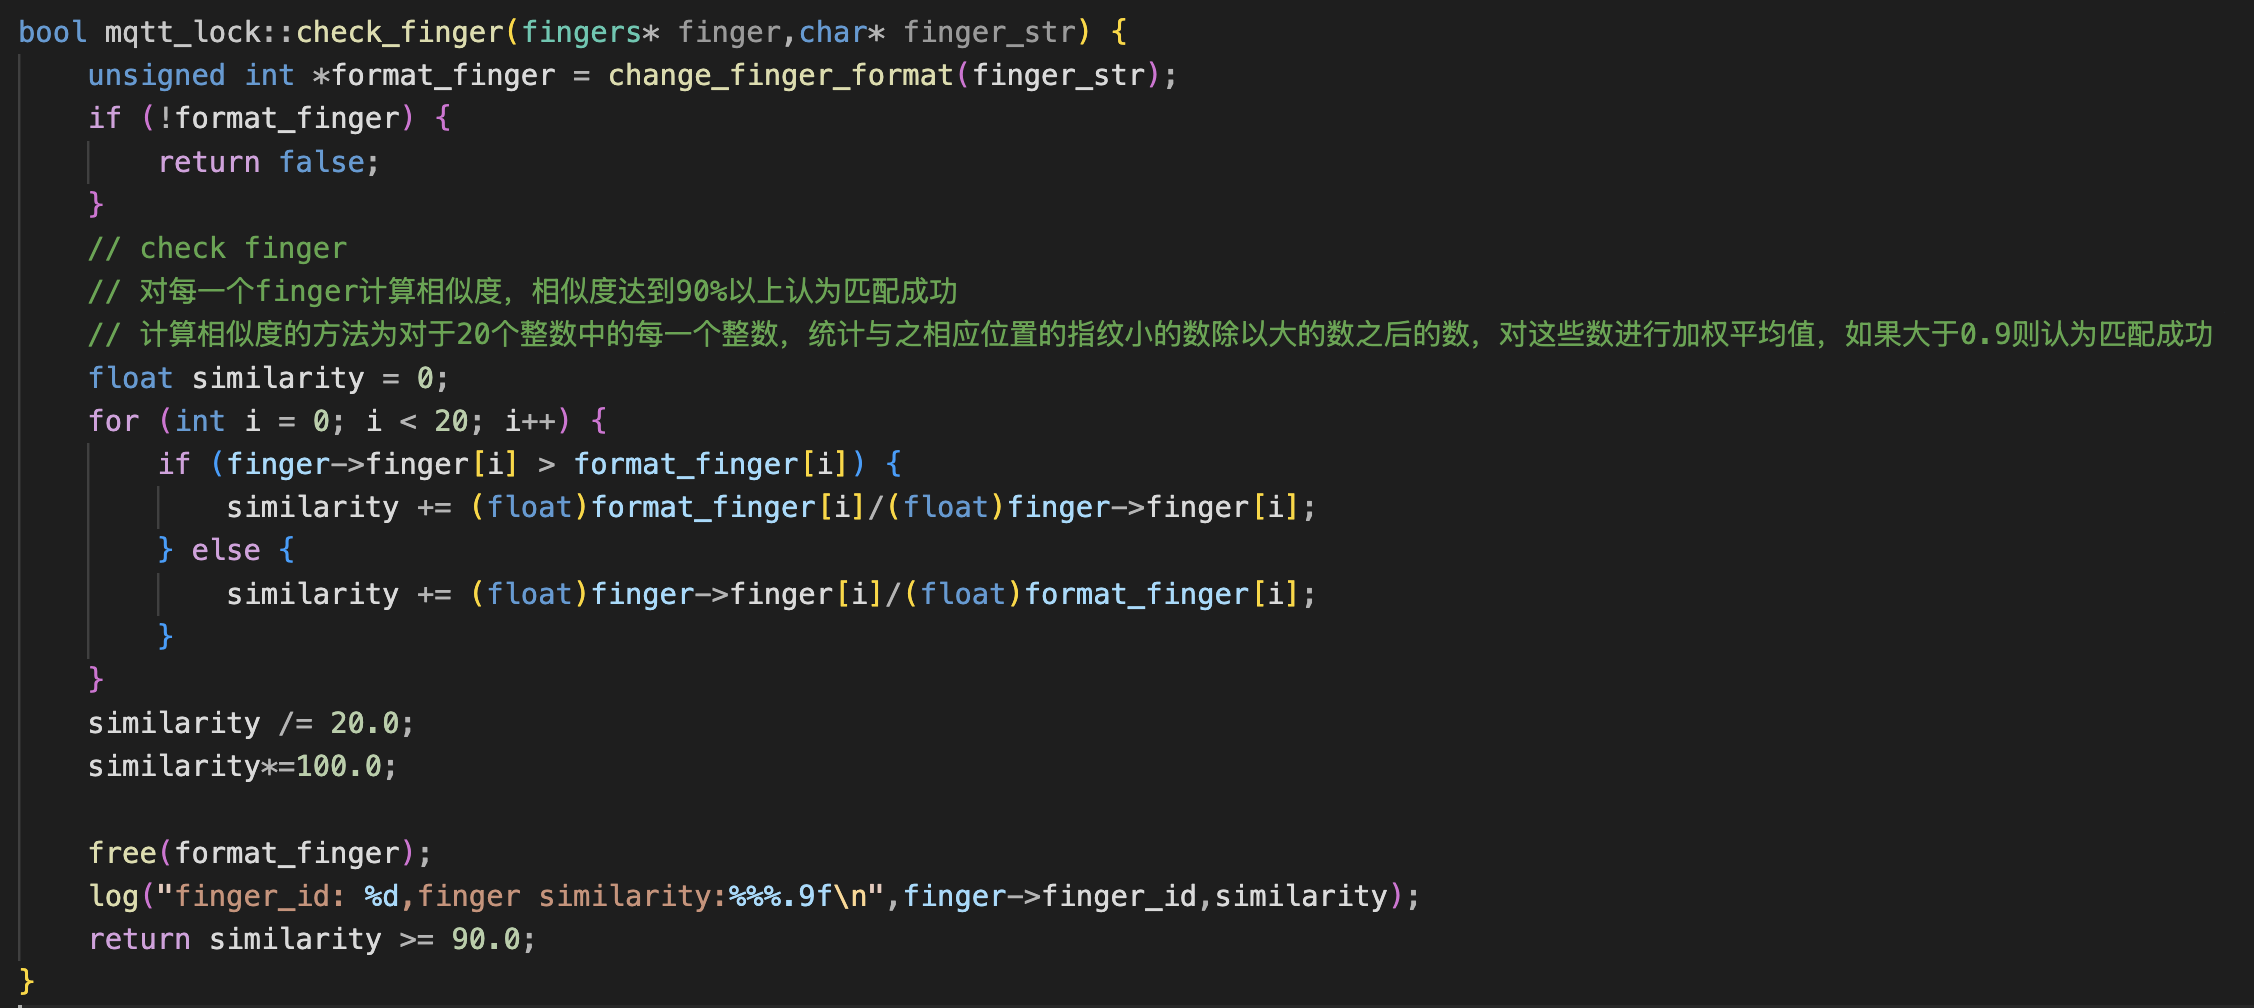 bool mqtt_lock::check_finger(fingers* finger,char* finger_str) {
    unsigned int *format_finger = change_finger_format(finger_str);
    if (!format_finger) {
        return false;
    }
    // check finger
    // 对每一个finger计算相似度，相似度达到90%以上认为匹配成功
    // 计算相似度的方法为对于20个整数中的每一个整数，统计与之相应位置的指纹小的数除以大的数之后的数，对这些数进行加权平均值，如果大于0.9则认为匹配成功
    float similarity = 0;
    for (int i = 0; i < 20; i++) {
        if (finger->finger[i] > format_finger[i]) {
            similarity += (float)format_finger[i]/(float)finger->finger[i];
        } else {
            similarity += (float)finger->finger[i]/(float)format_finger[i];
        }
    }
    similarity /= 20.0;
    similarity*=100.0;

    free(format_finger);
    log("finger_id: %d,finger similarity:%%%.9f\n",finger->finger_id,similarity);
    return similarity >= 90.0;
}